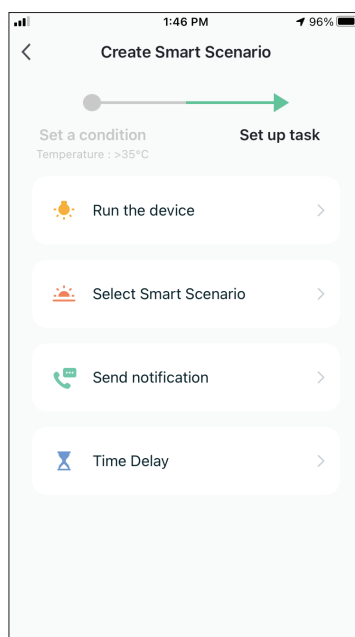 1:46 PM
96%
Create Smart Scenario
Set a condition
Set up task
Temperature : >35°C
Run the device
Select Smart Scenario
Send notification
Time Delay